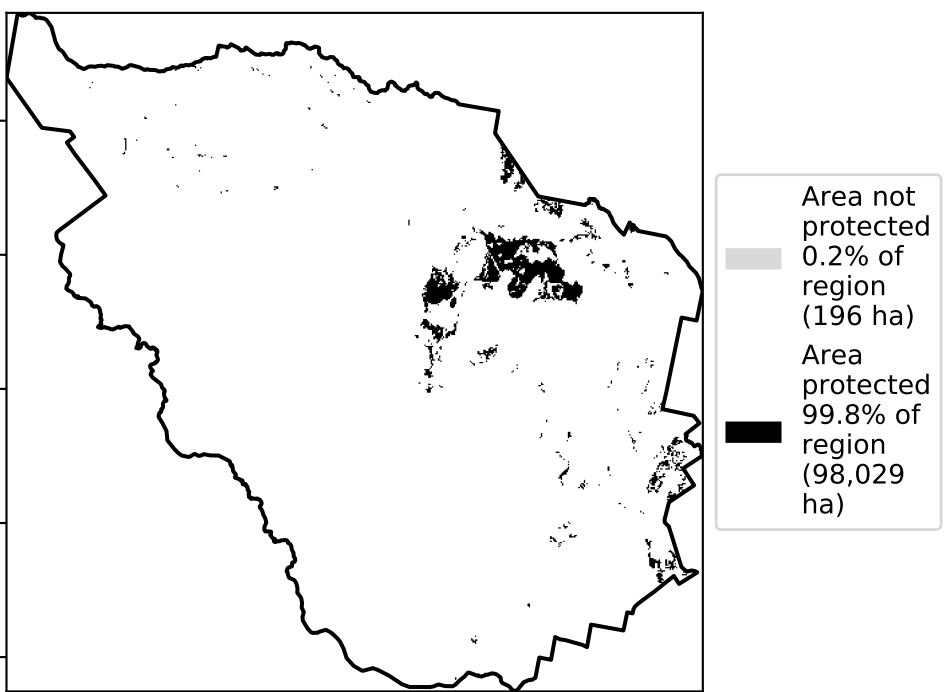 Area not
protected
0.2% of
region
(196 ha)
Area
protected
99.8% of
region
(98,029
ha)